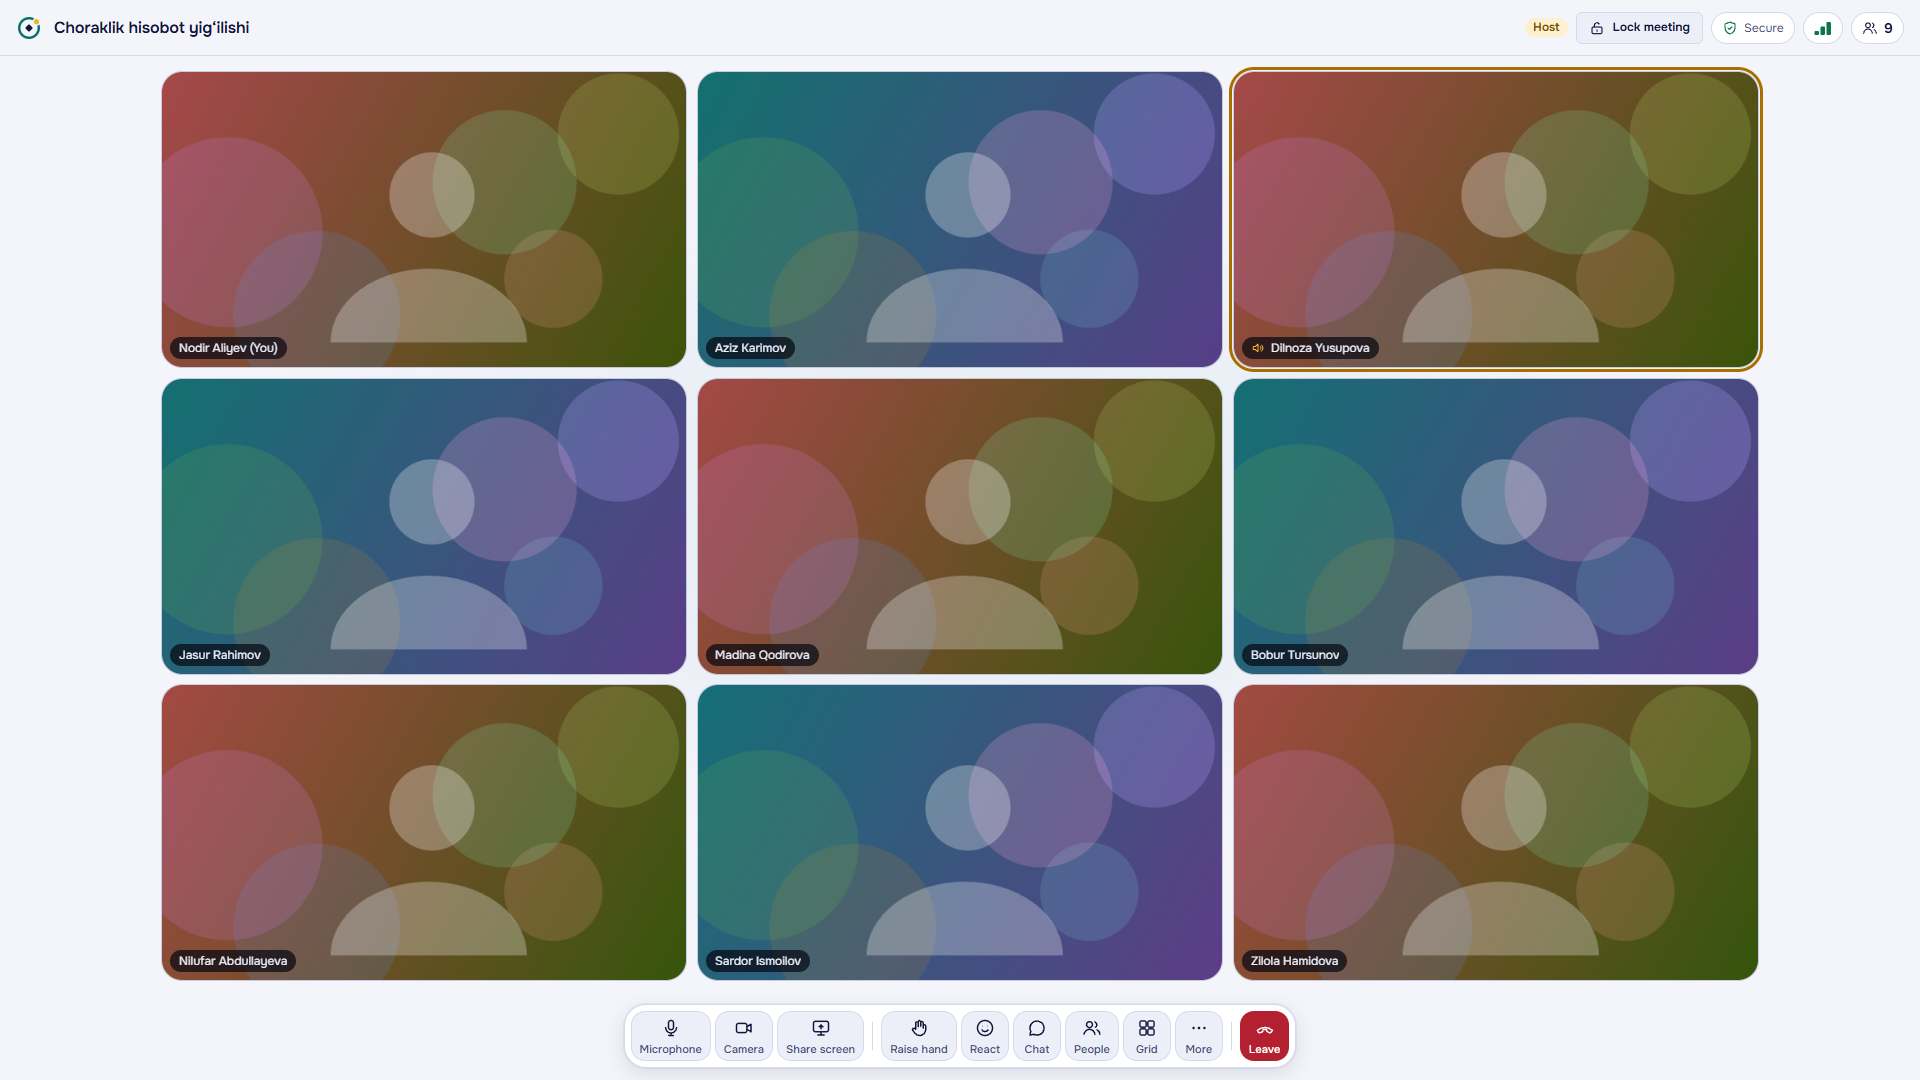 Choraklik hisobot yigʻilishi
Host
Lock meeting
Secure
9
Nodir Aliyev (You)
Aziz Karimov
Dilnoza Yusupova
Jasur Rahimov
Madina Qodirova
Bobur Tursunov
Nilufar Abdullayeva
Sardor Ismoilov
Zilola Hamidova
Microphone
Camera
Share screen
Raise hand
React
Chat
People
Grid
More
Leave